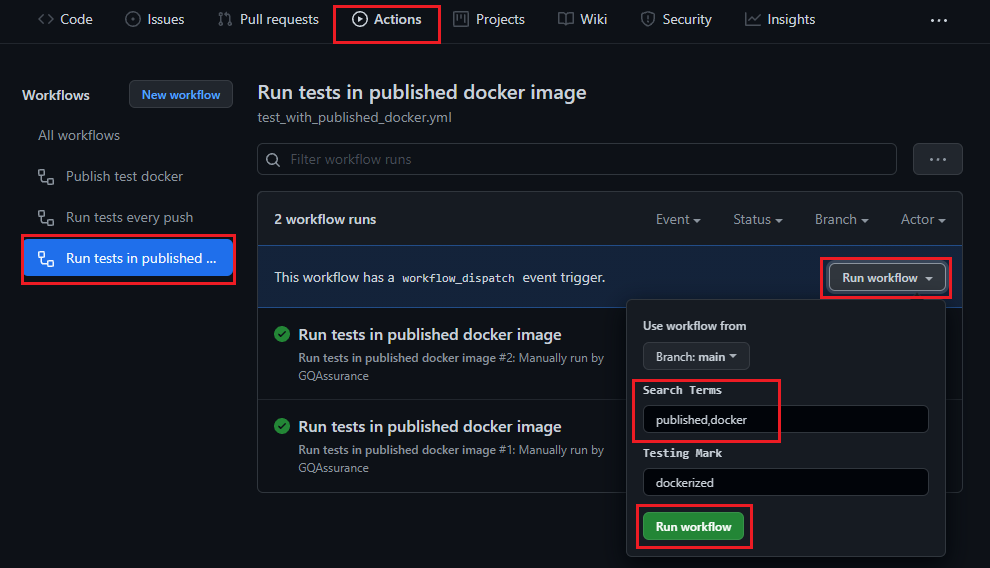 Code Issues Pull requests Actions Projects Wiki Security Insights ...
Workflows New workflow
All workflows
Publish test docker
Run tests every push
Run tests in published ...
Run tests in published docker image
test_with_published_docker.yml
Filter workflow runs ...
2 workflow runs Event Status Branch Actor
This workflow has a workflow_dispatch event trigger. Run workflow
Run tests in published docker image
Run tests in published docker image #2: Manually run by
GQAssurance
Run tests in published docker image
Run tests in published docker image #1: Manually run by
GQAssurance
Use workflow from
Branch: main
Search Terms
published,docker
Testing Mark
dockerized
Run workflow